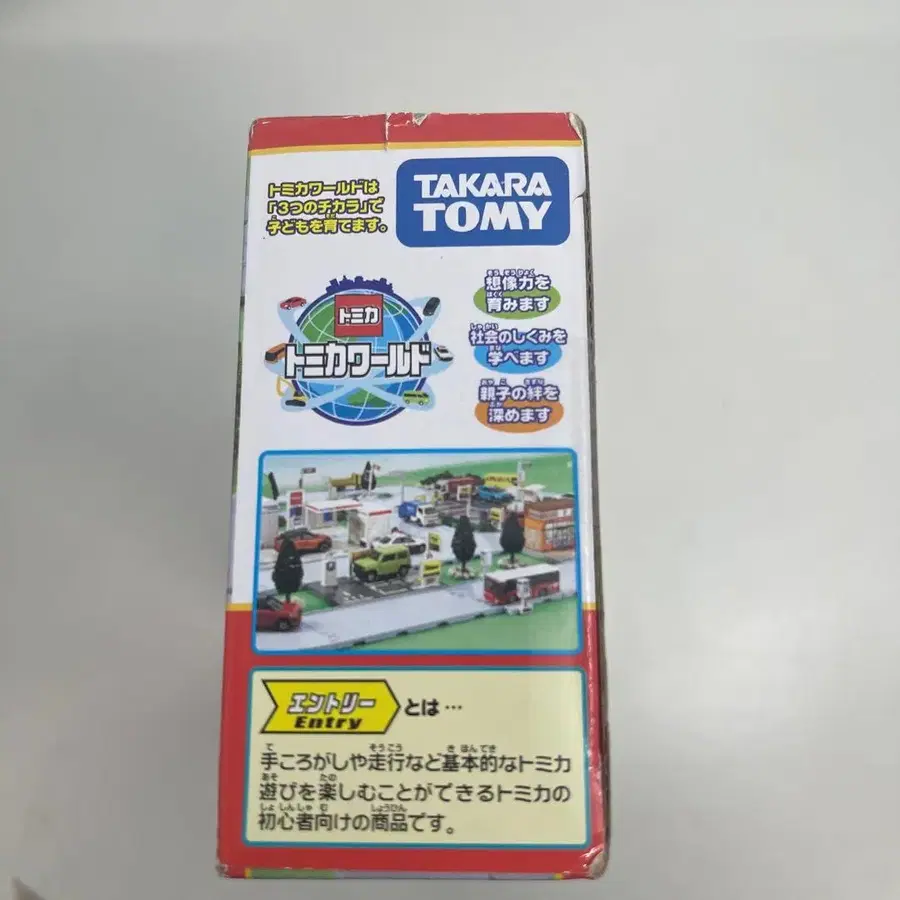 トミカワールドは
「3つのチカラ」で
子どもを育てます。
TAKARA
TOMY
トミカ
トミカワールド
想像力を
育みます
社会のしくみを
学べます
親子の絆を
深めます
エントリー
Entry
とは…
手ころがしや走行など基本的なトミカ
遊びを楽しむことができるトミカの
初心者向けの商品です。